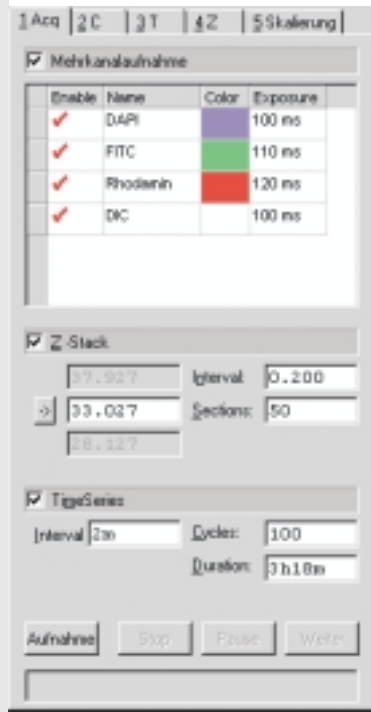 1 Acq 2 C 3 T 4 Z 5 Skalierung
Mehrkanalaufnahme
Enable Name Color Exposure
DAPI 100 ms
FITC 110 ms
Rhodamin 120 ms
DIC 100 ms
Z-Stack
37.927 Interval: 0.200
-> 33.027 Sections: 50
28.127
TimeSeries
Interval 2m Cycles: 100
Duration: 3h18m
Aufnahme Stop Pause Weiter